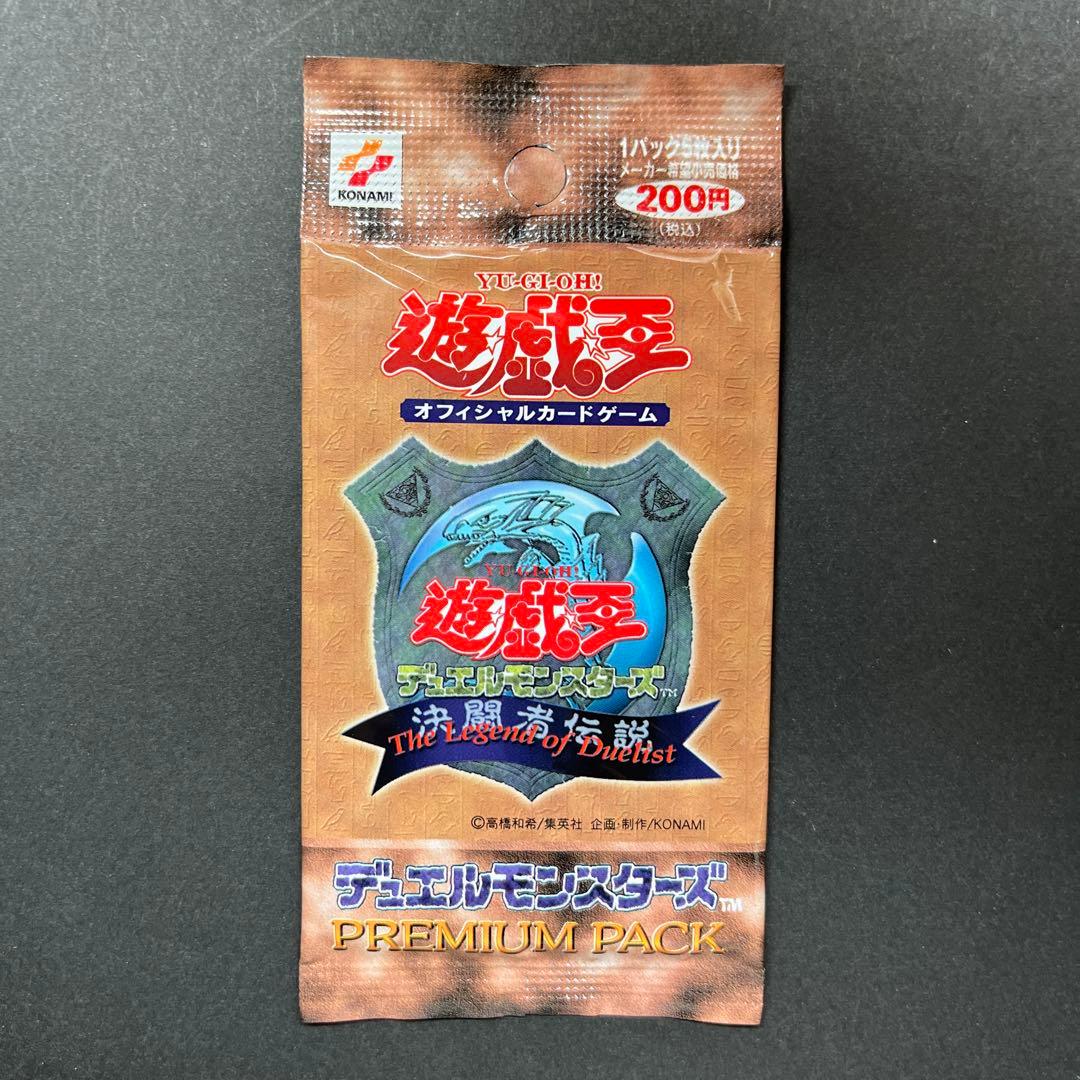 KONAMI
1パック5枚入り
メーカー希望小売価格
200円
(税込)
YU-GI-OH!
遊☆戯☆王
オフィシャルカードゲーム
YU-GI-OH!
遊☆戯☆王
デュエルモンスターズ™
決闘者伝説
The Legend of Duelist
©高橋和希/集英社 企画・制作/KONAMI
デュエルモンスターズ™
PREMIUM PACK